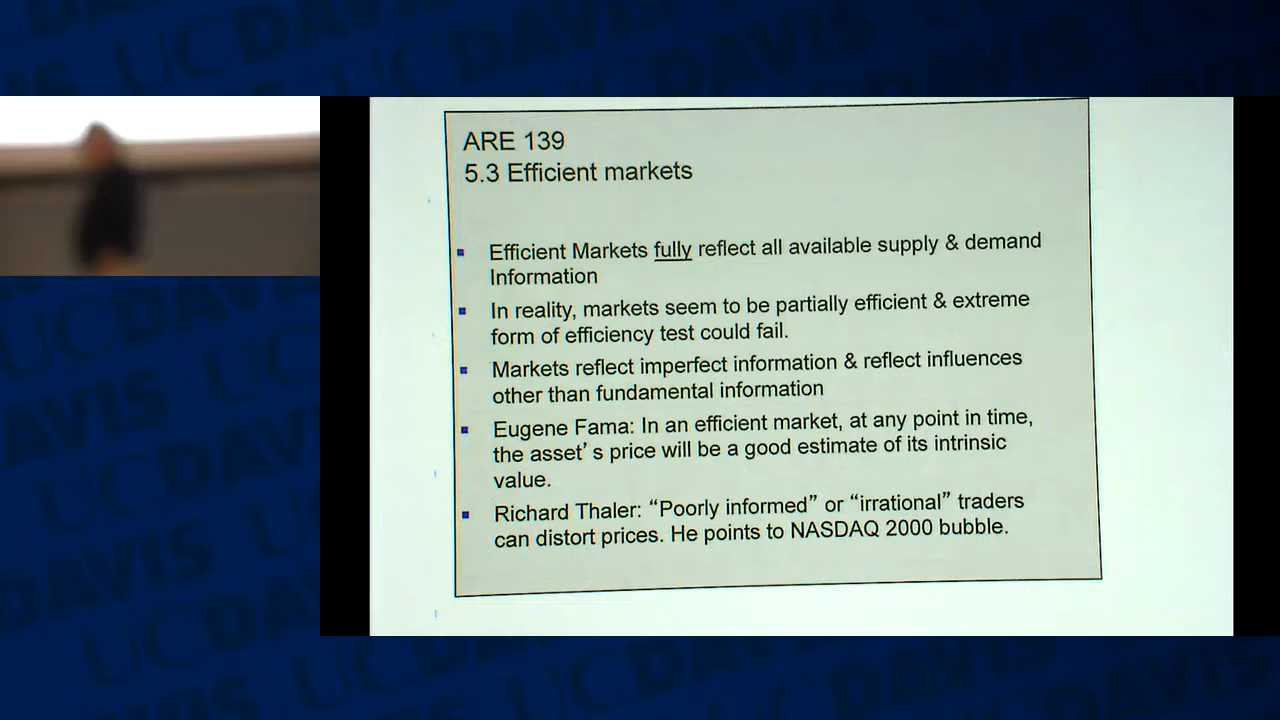 ARE 139
5.3 Efficient markets
Efficient Markets fully reflect all available supply & demand
Information
In reality, markets seem to be partially efficient & extreme
form of efficiency test could fail.
Markets reflect imperfect information & reflect influences
other than fundamental information
Eugene Fama: In an efficient market, at any point in time,
the asset’s price will be a good estimate of its intrinsic
value.
Richard Thaler: “Poorly informed” or “irrational” traders
can distort prices. He points to NASDAQ 2000 bubble.
UC DAVIS